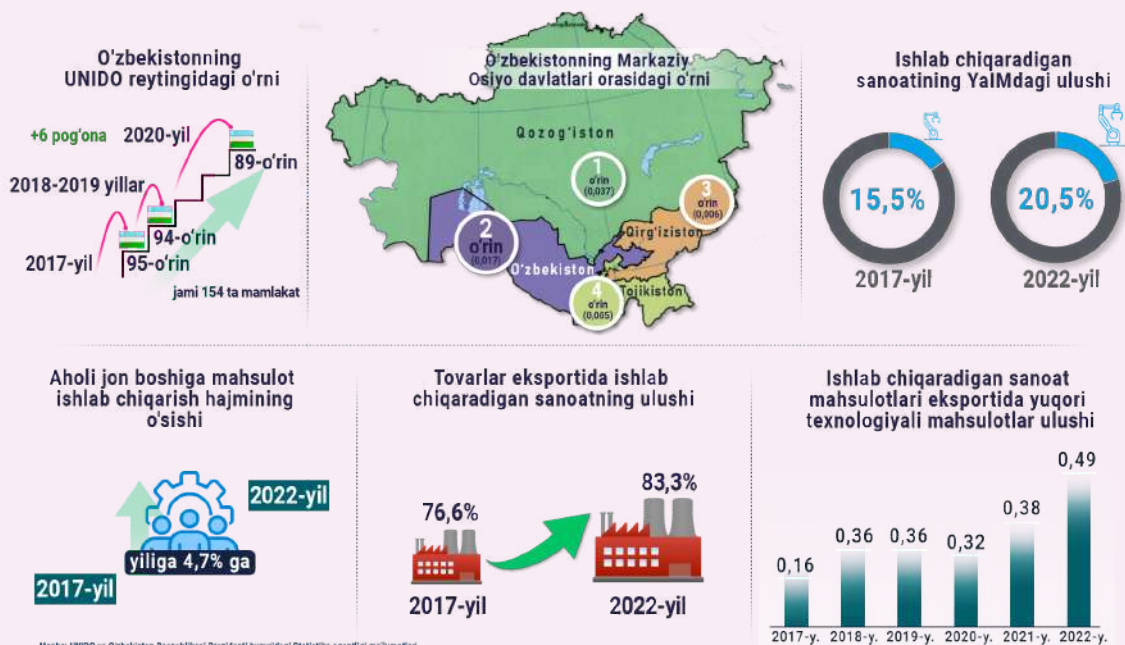 O'zbekistonning
UNIDO reytingidagi o'rni
+6 pog'ona
2020-yil
89-o'rin
2018-2019 yillar
94-o'rin
2017-yil
95-o'rin
jami 154 ta mamlakat
O'zbekistonning Markaziy
Osiyo davlatlari orasidagi o'rni
Qozog'iston
1
o'rin
(0,037)
3
o'rin
(0,006)
Qirg'iziston
2
o'rin
(0,017)
O'zbekiston
4
o'rin
(0,005)
Tojikiston
Ishlab chiqaradigan
sanoatining YaIMdagi ulushi
15,5%
2017-yil
20,5%
2022-yil
Aholi jon boshiga mahsulot
ishlab chiqarish hajmining
o'sishi
2022-yil
yiliga 4,7% ga
2017-yil
Tovarlar eksportida ishlab
chiqaradigan sanoatning ulushi
76,6%
2017-yil
83,3%
2022-yil
Ishlab chiqaradigan sanoat
mahsulotlari eksportida yuqori
texnologiyali mahsulotlar ulushi
0,16
0,36
0,36
0,32
0,38
0,49
2017-y. 2018-y. 2019-y. 2020-y. 2021-y. 2022-y.